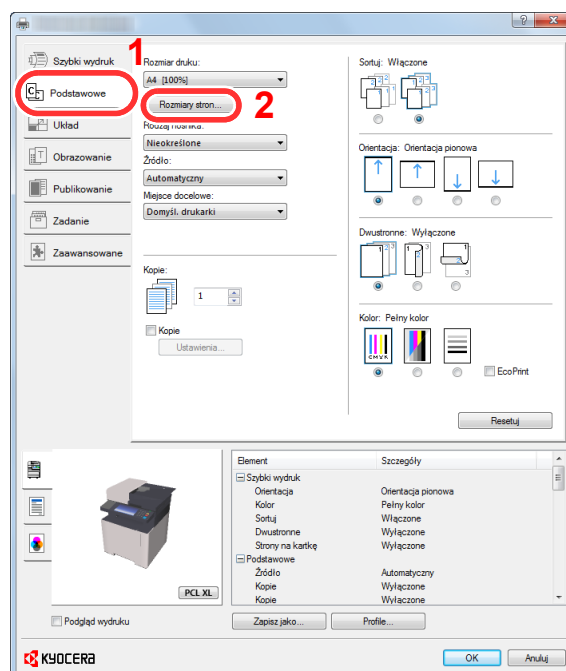 1
Szybki wydruk
Podstawowe
Układ
Obrazowanie
Publikowanie
Zadanie
Zaawansowane
Rozmiar druku:
A4 [100%]
Rozmiary stron...
2
Rodzaj nośnika:
Nieokreślone
Źródło:
Automatyczny
Miejsce docelowe:
Domyśl. drukarki
Kopie:
1
Kopie
Ustawienia...
Sortuj: Włączone
Orientacja: Orientacja pionowa
Dwustronne: Wyłączone
Kolor: Pełny kolor
CMYK
EcoPrint
Resetuj
PCL XL
Podgląd wydruku
Element Szczegóły
Szybki wydruk
Orientacja Orientacja pionowa
Kolor Pełny kolor
Sortuj Włączone
Dwustronne Wyłączone
Strony na kartkę Wyłączone
Podstawowe
Źródło Automatyczny
Kopie Wyłączone
Kopie Wyłączone
Zapisz jako... Profile...
KYOCERA
OK Anuluj